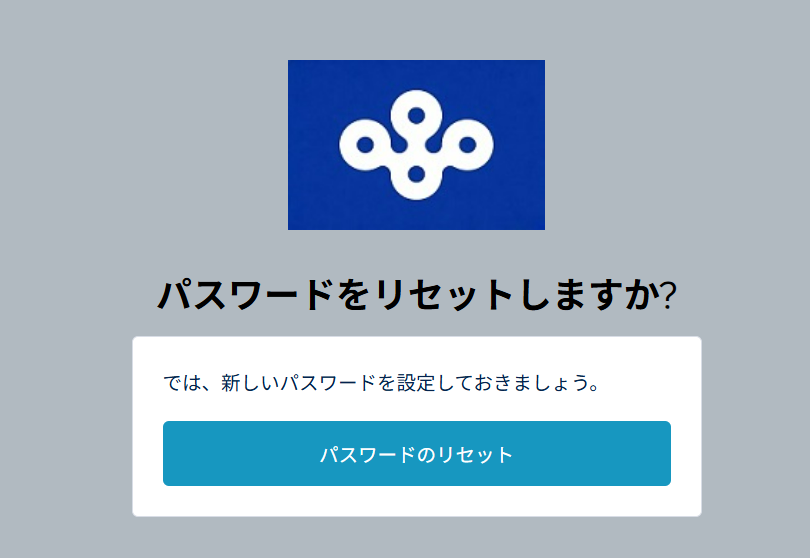 パスワードをリセットしますか?
では、新しいパスワードを設定しておきましょう。
パスワードのリセット